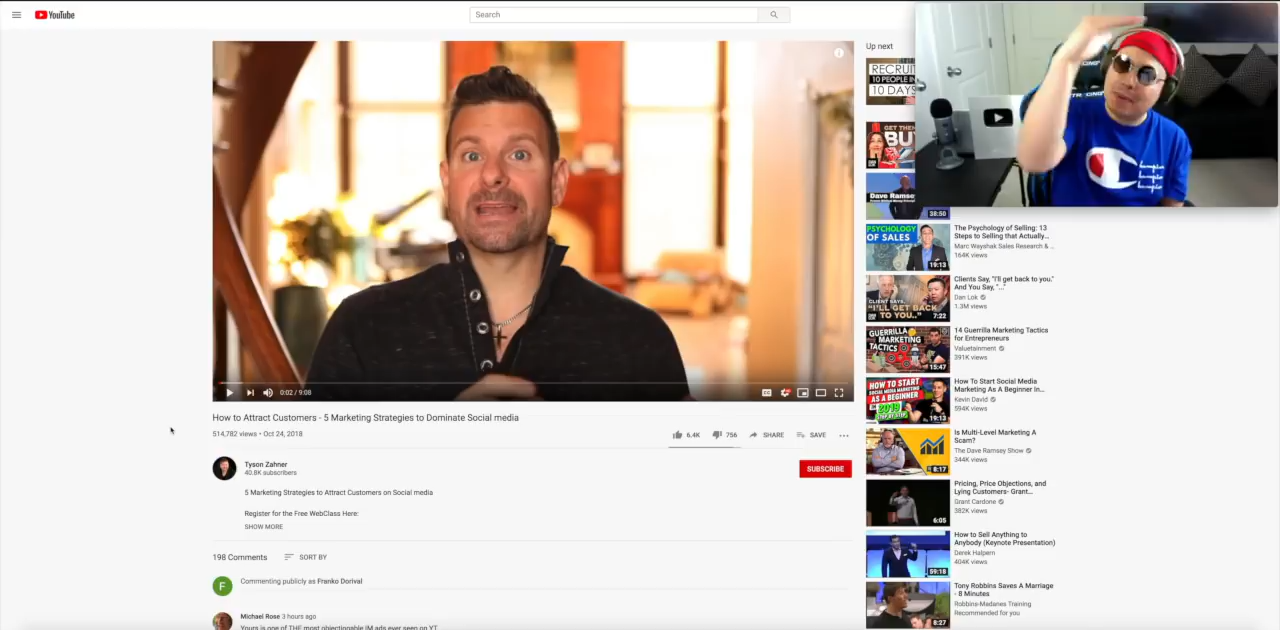 YouTube
Search
Up next
RECRUIT
10 PEOPLE IN
10 DAYS
GET THEM
BU
Dave Ramse
38:50
PSYCHOLOGY
OF SALES
19:13
The Psychology of Selling: 13
Steps to Selling that Actually...
Marc Wayshak Sales Research & ...
164K views
CLIENT SAYS,
"I'LL GET BACK
TO YOU.."
7:22
Clients Say, "I'll get back to you."
And You Say, "..."
Dan Lok
1.3M views
GUERRILLA
MARKETING
TACTICS
15:47
14 Guerrilla Marketing Tactics
for Entrepreneurs
Valuetainment
391K views
HOW TO START
SOCIAL MEDIA
MARKETING
AS A BEGINNER
IN 2019
STEP BY STEP
19:13
How To Start Social Media
Marketing As A Beginner In...
Kevin David
594K views
8:17
Is Multi-Level Marketing A
Scam?
The Dave Ramsey Show
344K views
6:05
Pricing, Price Objections, and
Lying Customers- Grant...
Grant Cardone
382K views
59:18
How to Sell Anything to
Anybody (Keynote Presentation)
Derek Halpern
404K views
8:27
Tony Robbins Saves A Marriage
- 8 Minutes
Robbins-Madanes Training
Recommended for you
0:02 / 9:08
How to Attract Customers - 5 Marketing Strategies to Dominate Social media
514,782 views • Oct 24, 2018
6.4K
756
SHARE
SAVE
Tyson Zahner
40.8K subscribers
SUBSCRIBE
5 Marketing Strategies to Attract Customers on Social media
Register for the Free WebClass Here:
SHOW MORE
198 Comments
SORT BY
F
Commenting publicly as Franko Dorival
Michael Rose 3 hours ago
Yours is one of THE most objectionable IM ads ever seen on YT.